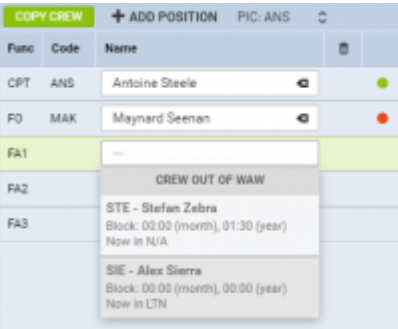 COPY CREW + ADD POSITION PIC: ANS
Func Code Name
CPT ANS Antoine Steele
FO MAK Maynard Seenan
FA1 ---
FA2
FA3
CREW OUT OF WAW
STE - Stefan Zebra
Block: 00:00 (month), 01:30 (year)
Now in N/A
SIE - Alex Sierra
Block: 00:00 (month), 00:00 (year)
Now in LTN